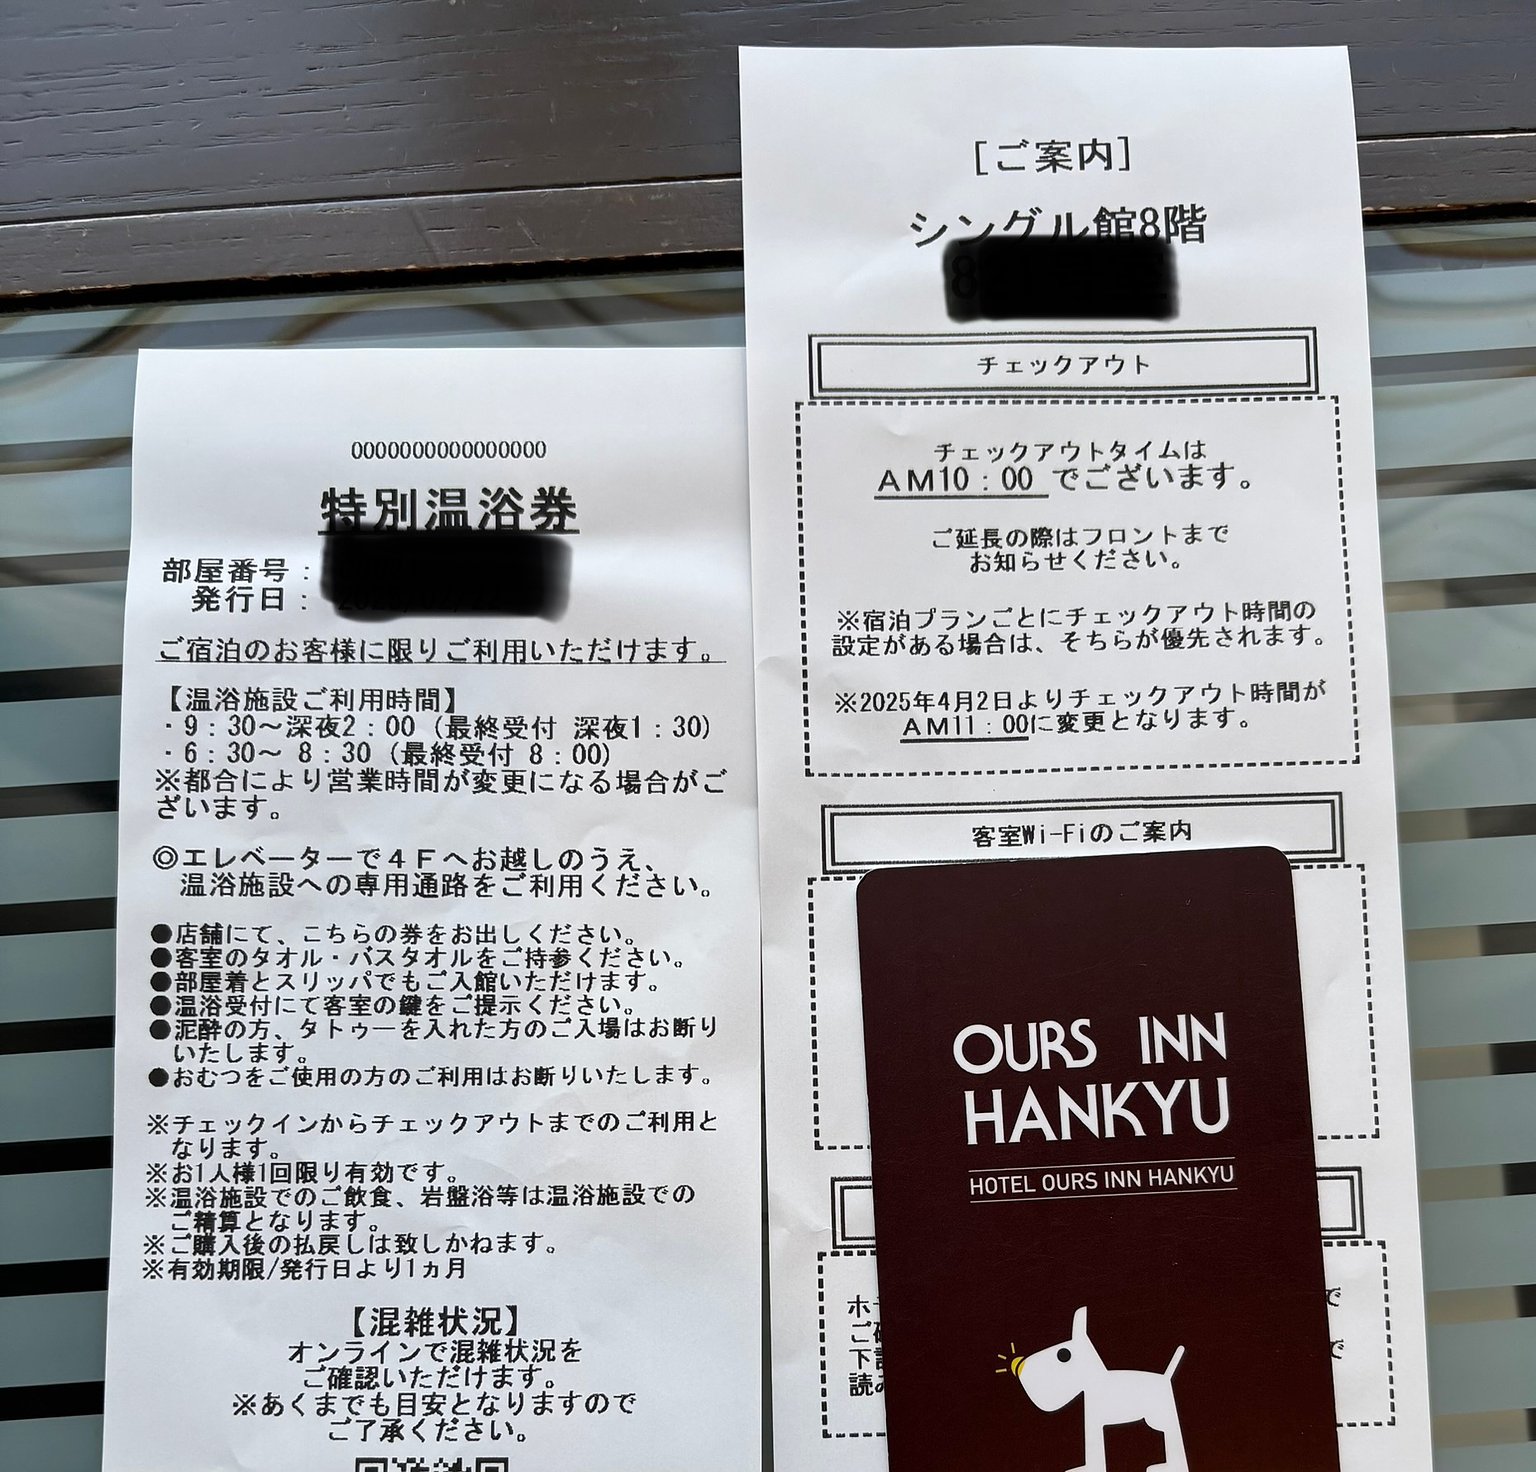 0000000000000000
特別温浴券
部屋番号：
発行日：
ご宿泊のお客様に限りご利用いただけます。
【温浴施設ご利用時間】
・9：30～深夜2：00 (最終受付 深夜1：30)
・6：30～ 8：30 (最終受付 8：00)
※都合により営業時間が変更になる場合がご
ざいます。
◎エレベーターで４Ｆへお越しのうえ、
温浴施設への専用通路をご利用ください。
●店舗にて、こちらの券をお出しください。
●客室のタオル・バスタオルをご持参ください。
●部屋着とスリッパでもご入館いただけます。
●温浴受付にて客室の鍵をご提示ください。
●泥酔の方、タトゥーを入れた方のご入場はお断り
いたします。
●おむつをご使用の方のご利用はお断りいたします。
※チェックインからチェックアウトまでのご利用と
なります。
※お1人様1回限り有効です。
※温浴施設でのご飲食、岩盤浴等は温浴施設での
ご精算となります。
※ご購入後の払戻しは致しかねます。
※有効期限/発行日より1ヵ月
【混雑状況】
オンラインで混雑状況を
ご確認いただけます。
※あくまでも目安となりますので
ご了承ください。
[ご案内]
シングル館8階
8
チェックアウト
チェックアウトタイムは
ＡＭ10：00 でございます。
ご延長の際はフロントまで
お知らせください。
※宿泊プランごとにチェックアウト時間の
設定がある場合は、そちらが優先されます。
※2025年4月2日よりチェックアウト時間が
ＡＭ11：00に変更となります。
客室Wi-Fiのご案内
OURS INN
HANKYU
HOTEL OURS INN HANKYU